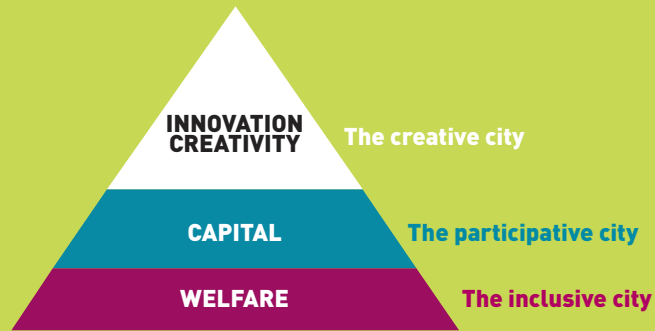 INNOVATION
CREATIVITY
The creative city
CAPITAL
The participative city
WELFARE
The inclusive city